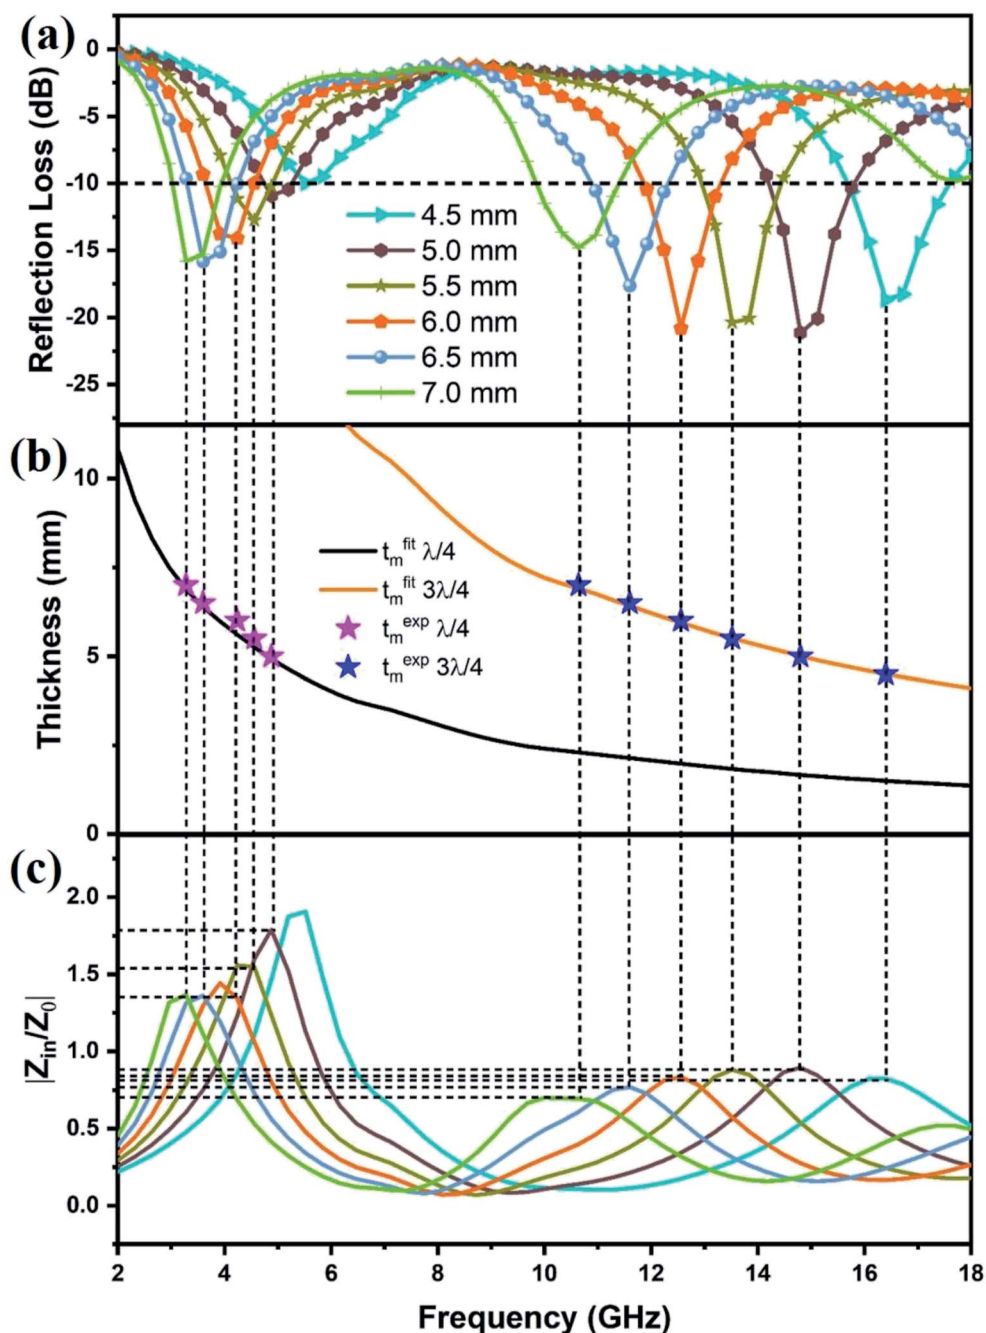 (a)
Reflection Loss (dB)
0
-5
-10
-15
-20
-25
4.5 mm
5.0 mm
5.5 mm
6.0 mm
6.5 mm
7.0 mm
(b)
Thickness (mm)
10
5
0
tₘᶠⁱᵗ λ/4
tₘᶠⁱᵗ 3λ/4
tₘᵉˣᵖ λ/4
tₘᵉˣᵖ 3λ/4
(c)
|Zᵢₙ/Z₀|
2.0
1.5
1.0
0.5
0.0
2 4 6 8 10 12 14 16 18
Frequency (GHz)